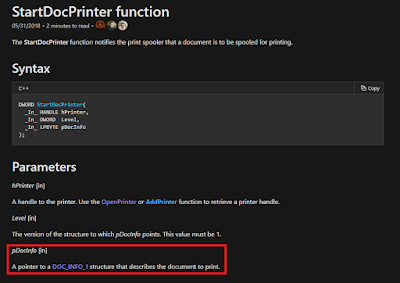 StartDocPrinter function
05/31/2018 • 2 minutes to read •
The StartDocPrinter function notifies the print spooler that a document is to be spooled for printing.
Syntax
C++
Copy
DWORD StartDocPrinter(
_In_ HANDLE hPrinter,
_In_ DWORD Level,
_In_ LPBYTE pDocInfo
);
Parameters
hPrinter [in]
A handle to the printer. Use the OpenPrinter or AddPrinter function to retrieve a printer handle.
Level [in]
The version of the structure to which pDocInfo points. This value must be 1.
pDocInfo [in]
A pointer to a DOC_INFO_1 structure that describes the document to print.